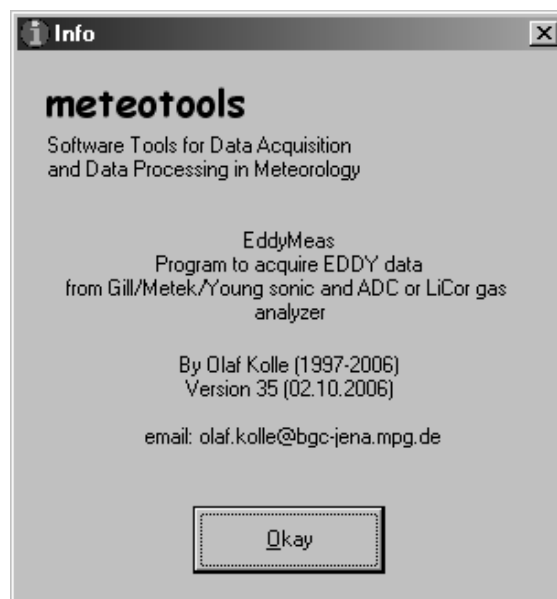 Info
meteotools
Software Tools for Data Acquisition
and Data Processing in Meteorology
EddyMeas
Program to acquire EDDY data
from Gill/Metek/Young sonic and ADC or LiCor gas
analyzer
By Olaf Kolle (1997-2006)
Version 35 (02.10.2006)
email: olaf.kolle@bgc-jena.mpg.de
Okay